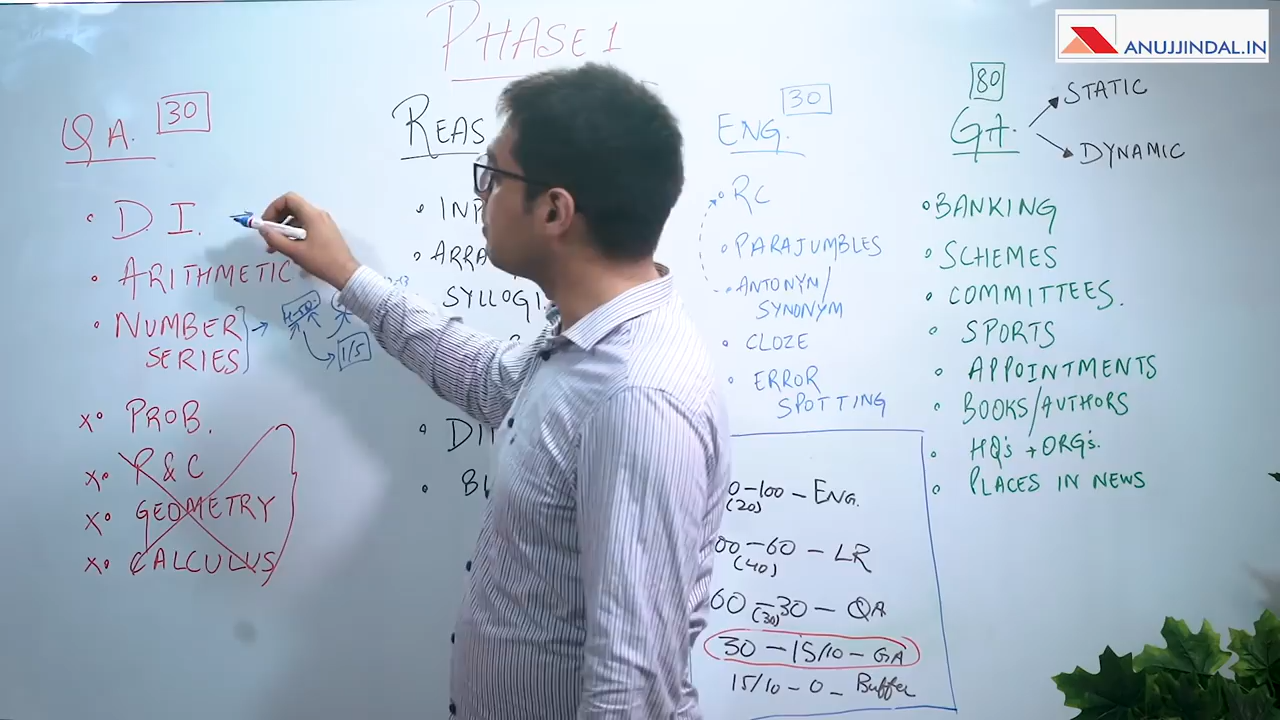 PHASE 1
ANUJJINDAL.IN
QA. 30
D I.
ARITHMETIC
NUMBER
SERIES
1/5
X PROB.
X P & C
X GEOMETRY
X CALCULUS
REAS
INP
ARRA
SYLLOGI
DI
BL
ENG. 30
RC
PARAJUMBLES
ANTONYM/
SYNONYM
CLOZE
ERROR
SPOTTING
0-100 - ENG.
(20)
00-60 - LR
(40)
60-30 - QA
(30)
30-15/10-GA
15/10-0- Buffer
80
GA.
STATIC
DYNAMIC
BANKING
SCHEMES
COMMITTEES.
SPORTS
APPOINTMENTS
BOOKS/AUTHORS
HQ's + ORG's.
PLACES IN NEWS